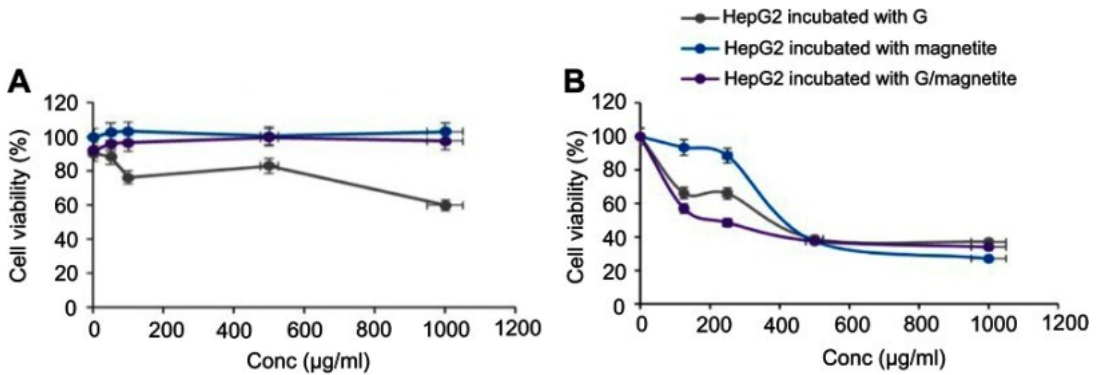 HepG2 incubated with G
HepG2 incubated with magnetite
HepG2 incubated with G/magnetite
A
Cell viability (%)
120
100
80
60
40
20
0
0 200 400 600 800 1000 1200
Conc (µg/ml)
B
Cell viability (%)
120
100
80
60
40
20
0
0 200 400 600 800 1000 1200
Conc (µg/ml)